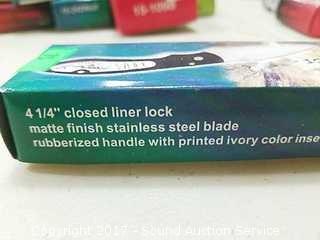 4 1/4" closed liner lock
matte finish stainless steel blade
rubberized handle with printed ivory color inse
Copyright 2017 - Sound Auction Service